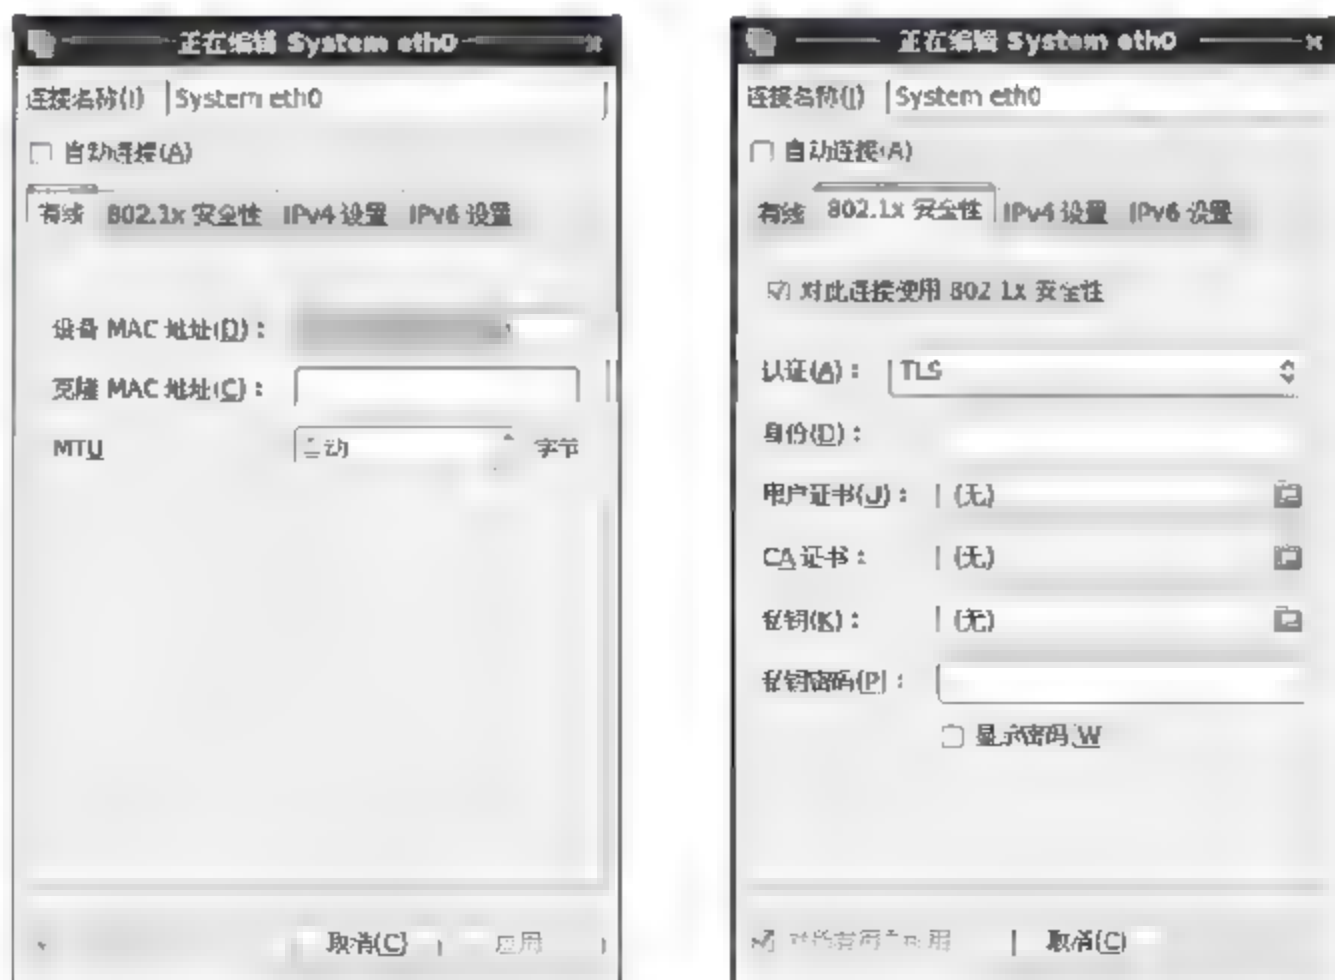 正在编辑 System eth0
连接名称(I) System eth0
自动连接(A)
有线 802.1x 安全性 IPv4 设置 IPv6 设置
设备 MAC 地址(D)：
克隆 MAC 地址(C)：
MTU 自动 字节
取消(C) 应用
正在编辑 System eth0
连接名称(I) System eth0
自动连接(A)
有线 802.1x 安全性 IPv4 设置 IPv6 设置
对此连接使用 802 1x 安全性
认证(A)： TLS
身份(D)：
用户证书(U)： (无)
CA 证书： (无)
私钥(K)： (无)
私钥密码(P)：
显示密码 W
取消(C)